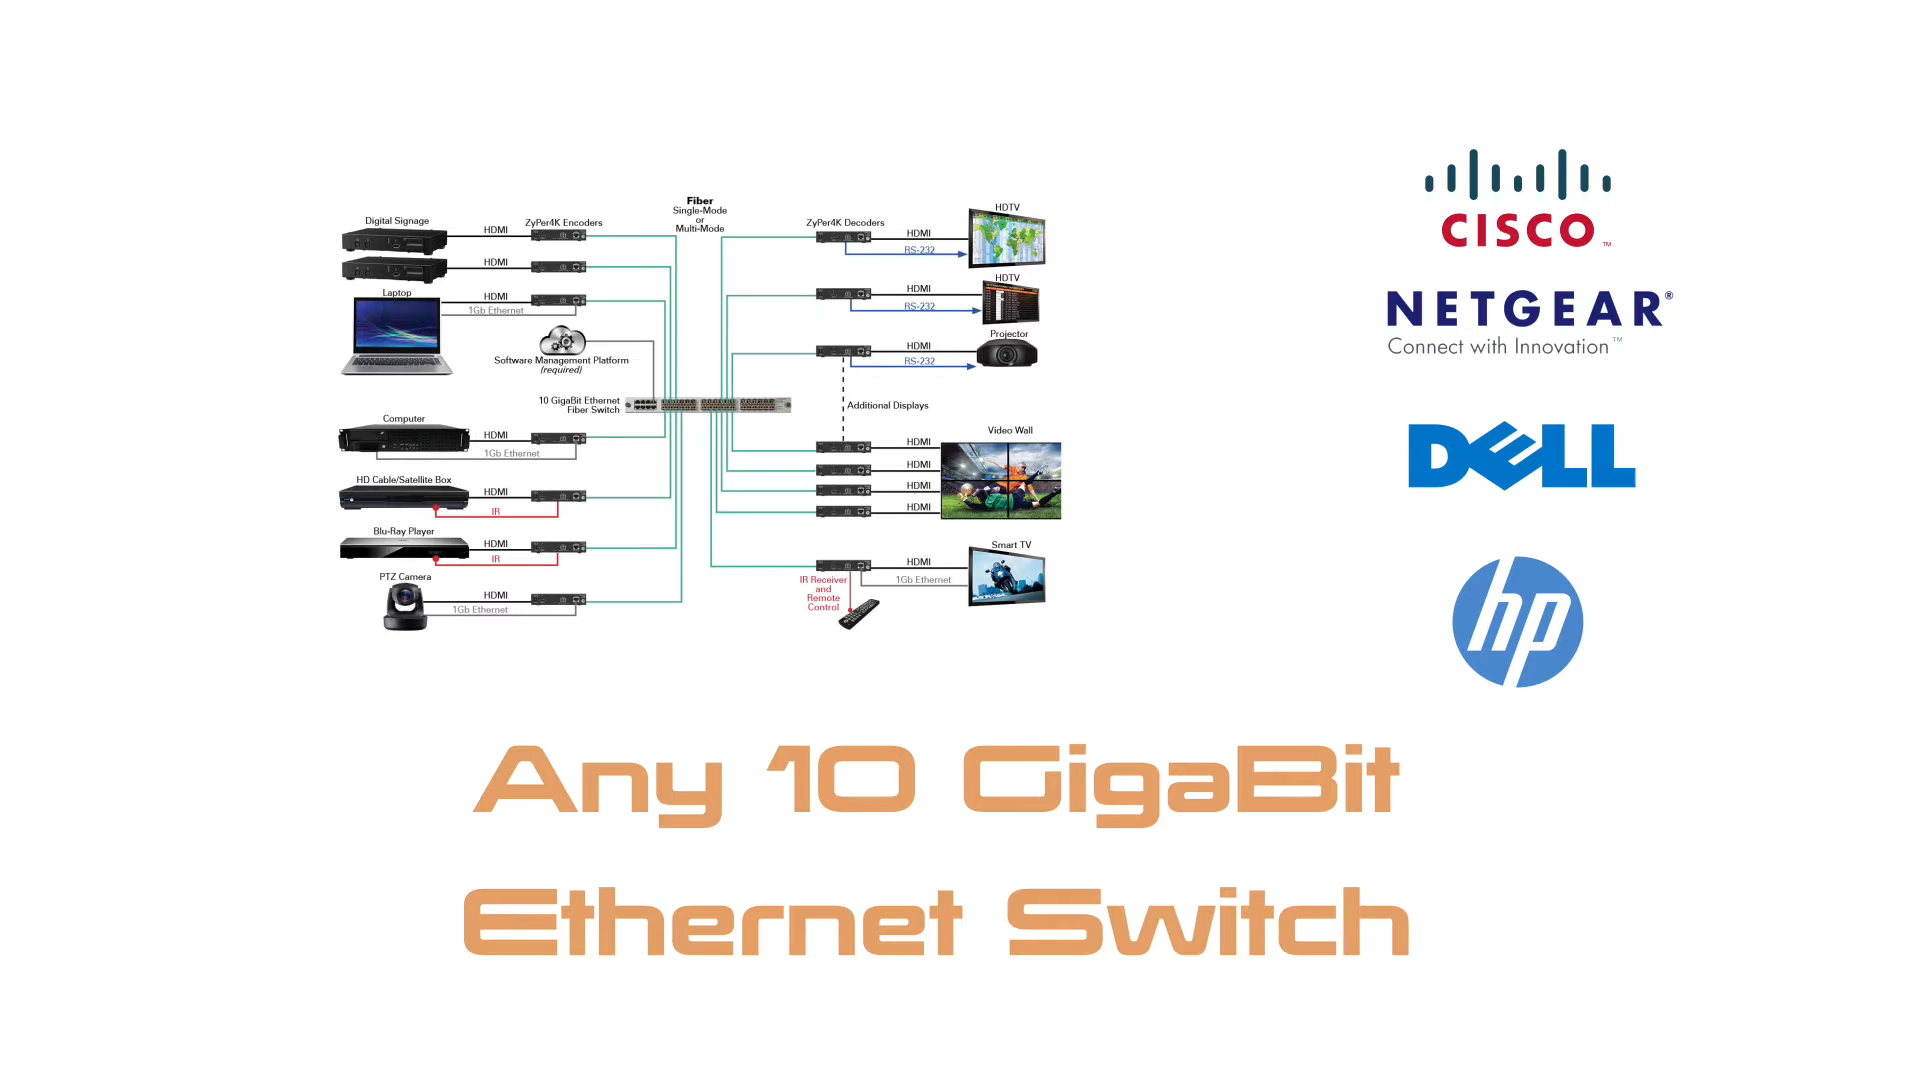 Fiber
Single-Mode
or
Multi-Mode
Digital Signage
HDMI
ZyPer4K Encoders
HDMI
Laptop
HDMI
1Gb Ethernet
Software Management Platform
(required)
10 GigaBit Ethernet
Fiber Switch
Computer
HDMI
1Gb Ethernet
HD Cable/Satellite Box
HDMI
IR
Blu-Ray Player
HDMI
IR
PTZ Camera
HDMI
1Gb Ethernet
ZyPer4K Decoders
HDTV
HDMI
RS-232
HDTV
HDMI
RS-232
Projector
HDMI
RS-232
Additional Displays
Video Wall
HDMI
HDMI
HDMI
HDMI
Smart TV
HDMI
1Gb Ethernet
IR Receiver
and
Remote
Control
CISCO™
NETGEAR®
Connect with Innovation™
DELL
hp
Any 10 GigaBit
Ethernet Switch